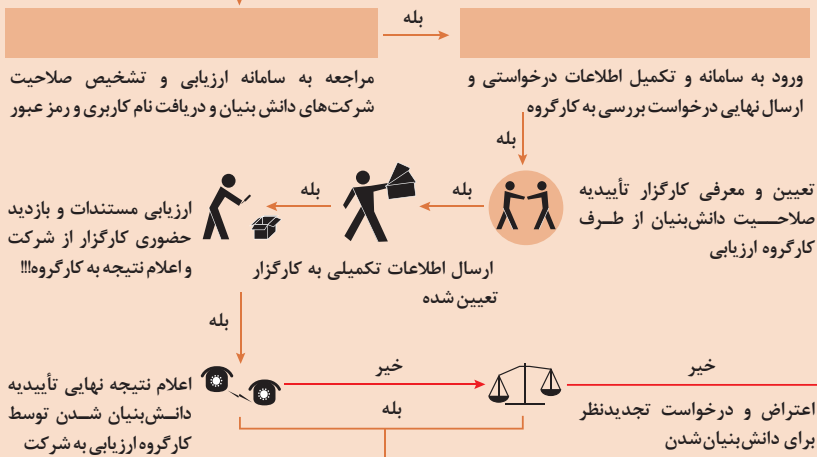 بله
مراجعه به سامانه ارزیابی و تشخیص صلاحیت
شرکت‌های دانش بنیان و دریافت نام کاربری و رمز عبور
ورود به سامانه و تکمیل اطلاعات درخواستی و
ارسال نهایی درخواست بررسی به کارگروه
بله
تعیین و معرفی کارگزار تأییدیه
صلاحیت دانش‌بنیان از طرف
کارگروه ارزیابی
بله
ارسال اطلاعات تکمیلی به کارگزار
تعیین شده
بله
ارزیابی مستندات و بازدید
حضوری کارگزار از شرکت
و اعلام نتیجه به کارگروه!!!
بله
اعلام نتیجه نهایی تأییدیه
دانش‌بنیان شدن توسط
کارگروه ارزیابی به شرکت
خیر
بله
اعتراض و درخواست تجدیدنظر
برای دانش‌بنیان‌شدن
خیر